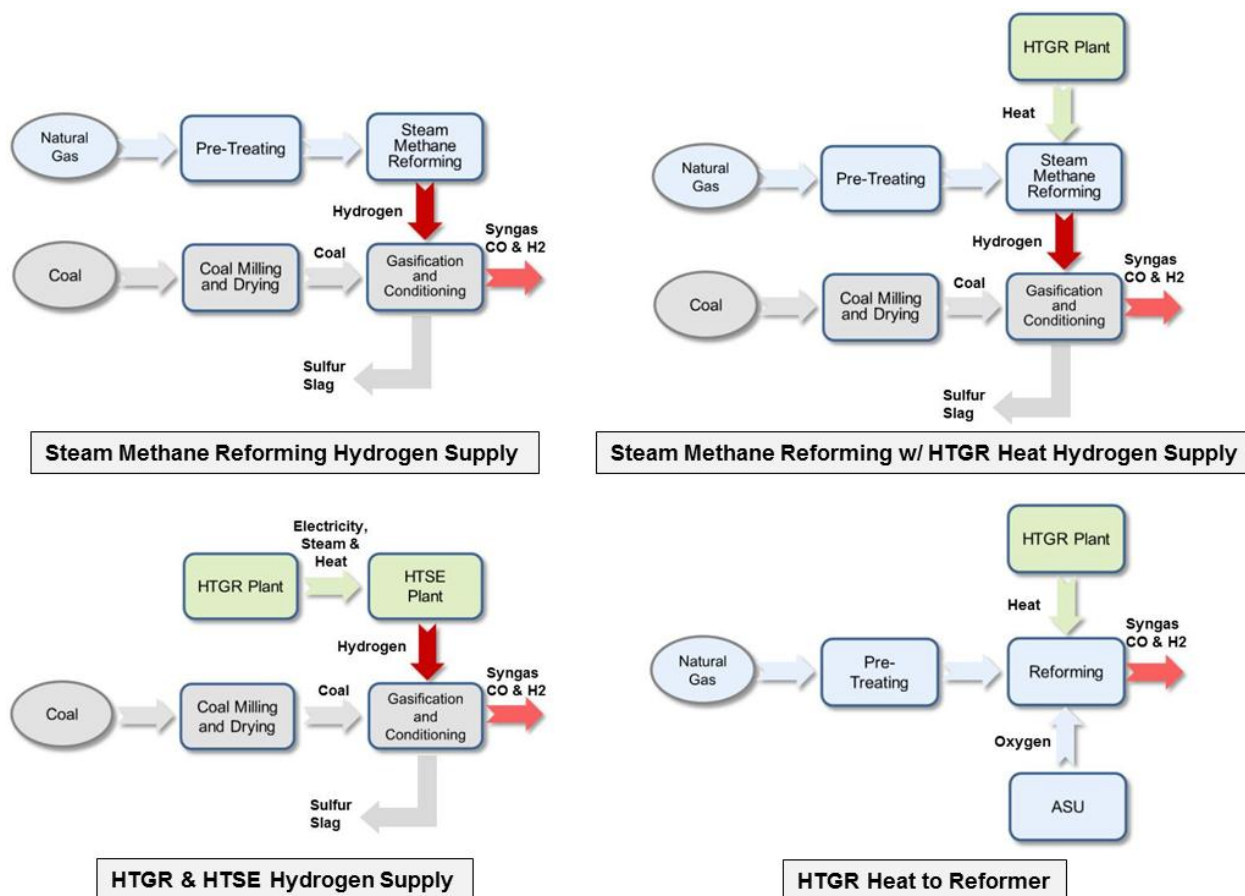 Natural
Gas
Pre-Treating
Steam
Methane
Reforming
Hydrogen
Syngas
CO & H2
Coal
Coal Milling
and Drying
Coal
Gasification
and
Conditioning
Sulfur
Slag
Steam Methane Reforming Hydrogen Supply
HTGR Plant
Heat
Natural
Gas
Pre-Treating
Steam
Methane
Reforming
Hydrogen
Syngas
CO & H2
Coal
Coal Milling
and Drying
Coal
Gasification
and
Conditioning
Sulfur
Slag
Steam Methane Reforming w/ HTGR Heat Hydrogen Supply
Electricity,
Steam &
Heat
HTGR Plant
HTSE
Plant
Hydrogen
Syngas
CO & H2
Coal
Coal Milling
and Drying
Coal
Gasification
and
Conditioning
Sulfur
Slag
HTGR & HTSE Hydrogen Supply
HTGR Plant
Heat
Syngas
CO & H2
Natural
Gas
Pre-
Treating
Reforming
Oxygen
ASU
HTGR Heat to Reformer